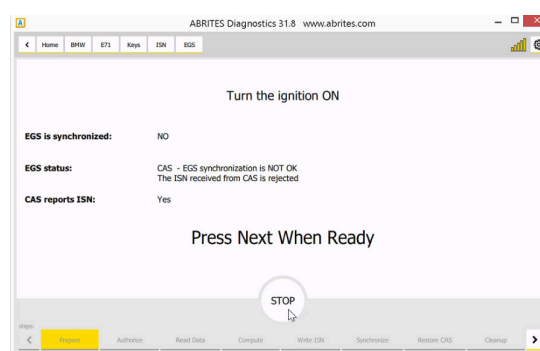 A
ABRITES Diagnostics 31.8 www.abrites.com
Home BMW E71 Keys ISN EGS
Turn the ignition ON
EGS is synchronized: NO
EGS status: CAS - EGS synchronization is NOT OK
The ISN received from CAS is rejected
CAS reports ISN: Yes
Press Next When Ready
STOP
steps:
Prepare Authorize Read Data Compute Write ISN Synchronize Restore CAS Cleanup